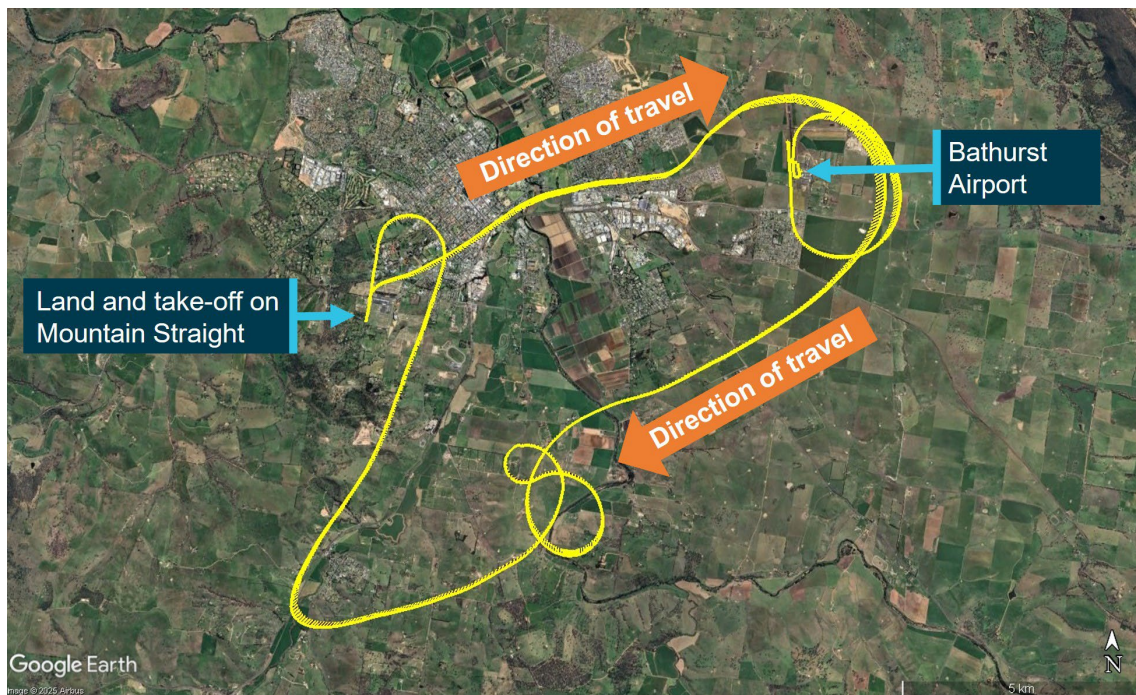 Direction of travel
Bathurst
Airport
Land and take-off on
Mountain Straight
Direction of travel
Google Earth
N
Image © 2025 Airbus
5 km